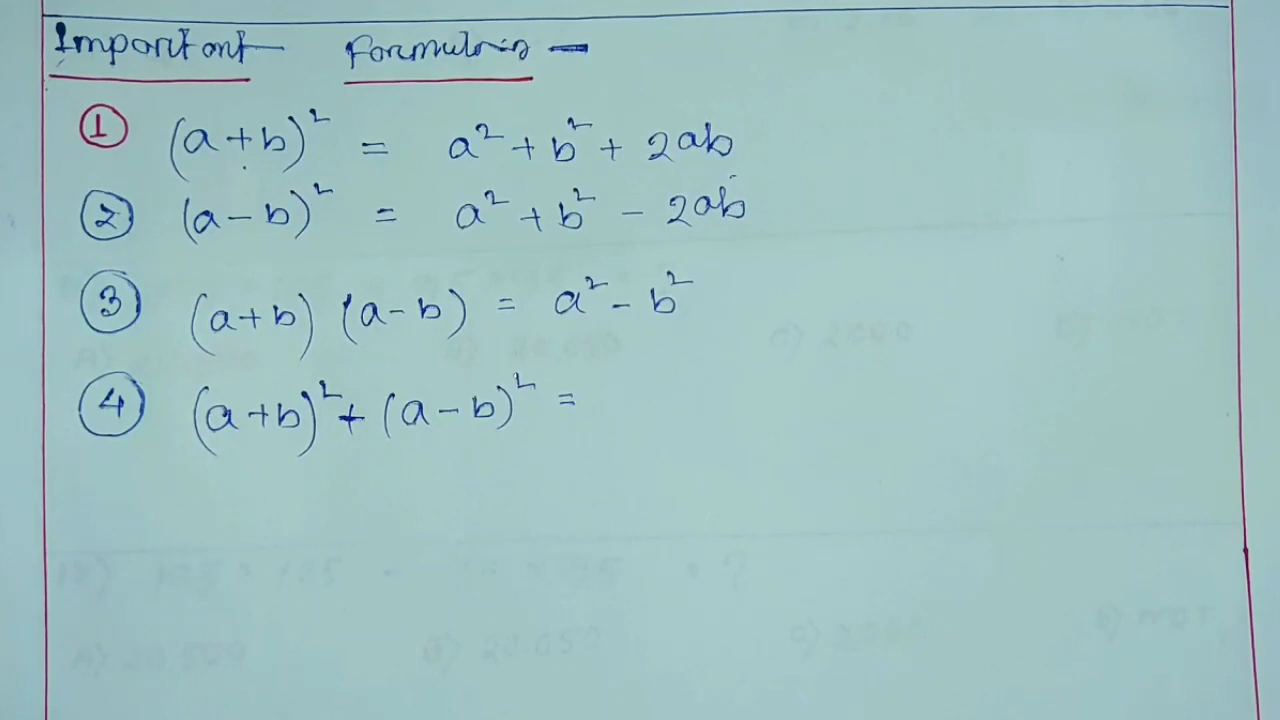 Important Formulas -
① (a+b)² = a² + b² + 2ab
② (a-b)² = a² + b² - 2ab
③ (a+b) (a-b) = a² - b²
④ (a+b)² + (a-b)² =